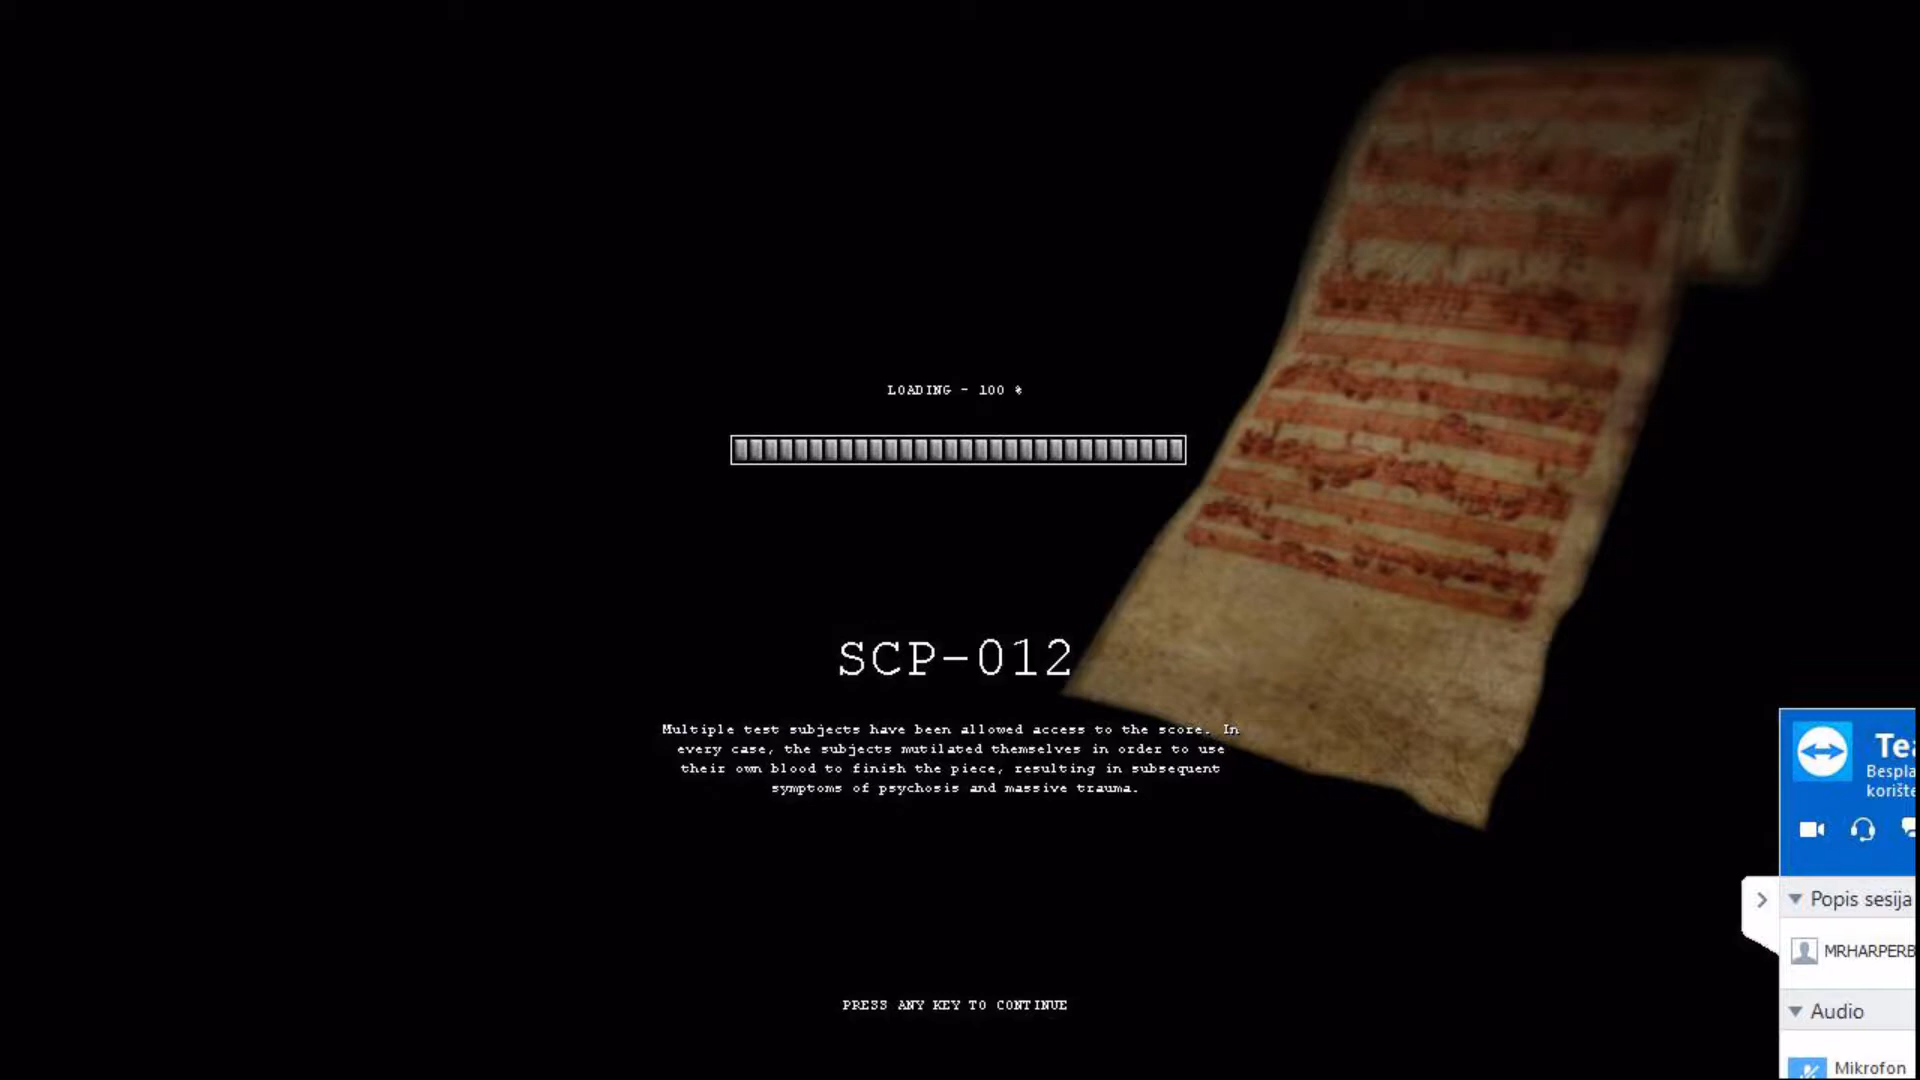 LOADING - 100 %
SCP-012
Multiple test subjects have been allowed access to the score. In
every case, the subjects mutilated themselves in order to use
their own blood to finish the piece, resulting in subsequent
symptoms of psychosis and massive trauma.
PRESS ANY KEY TO CONTINUE
Tea
Bespla
korište
Popis sesija
MRHARPERB
Audio
Mikrofon